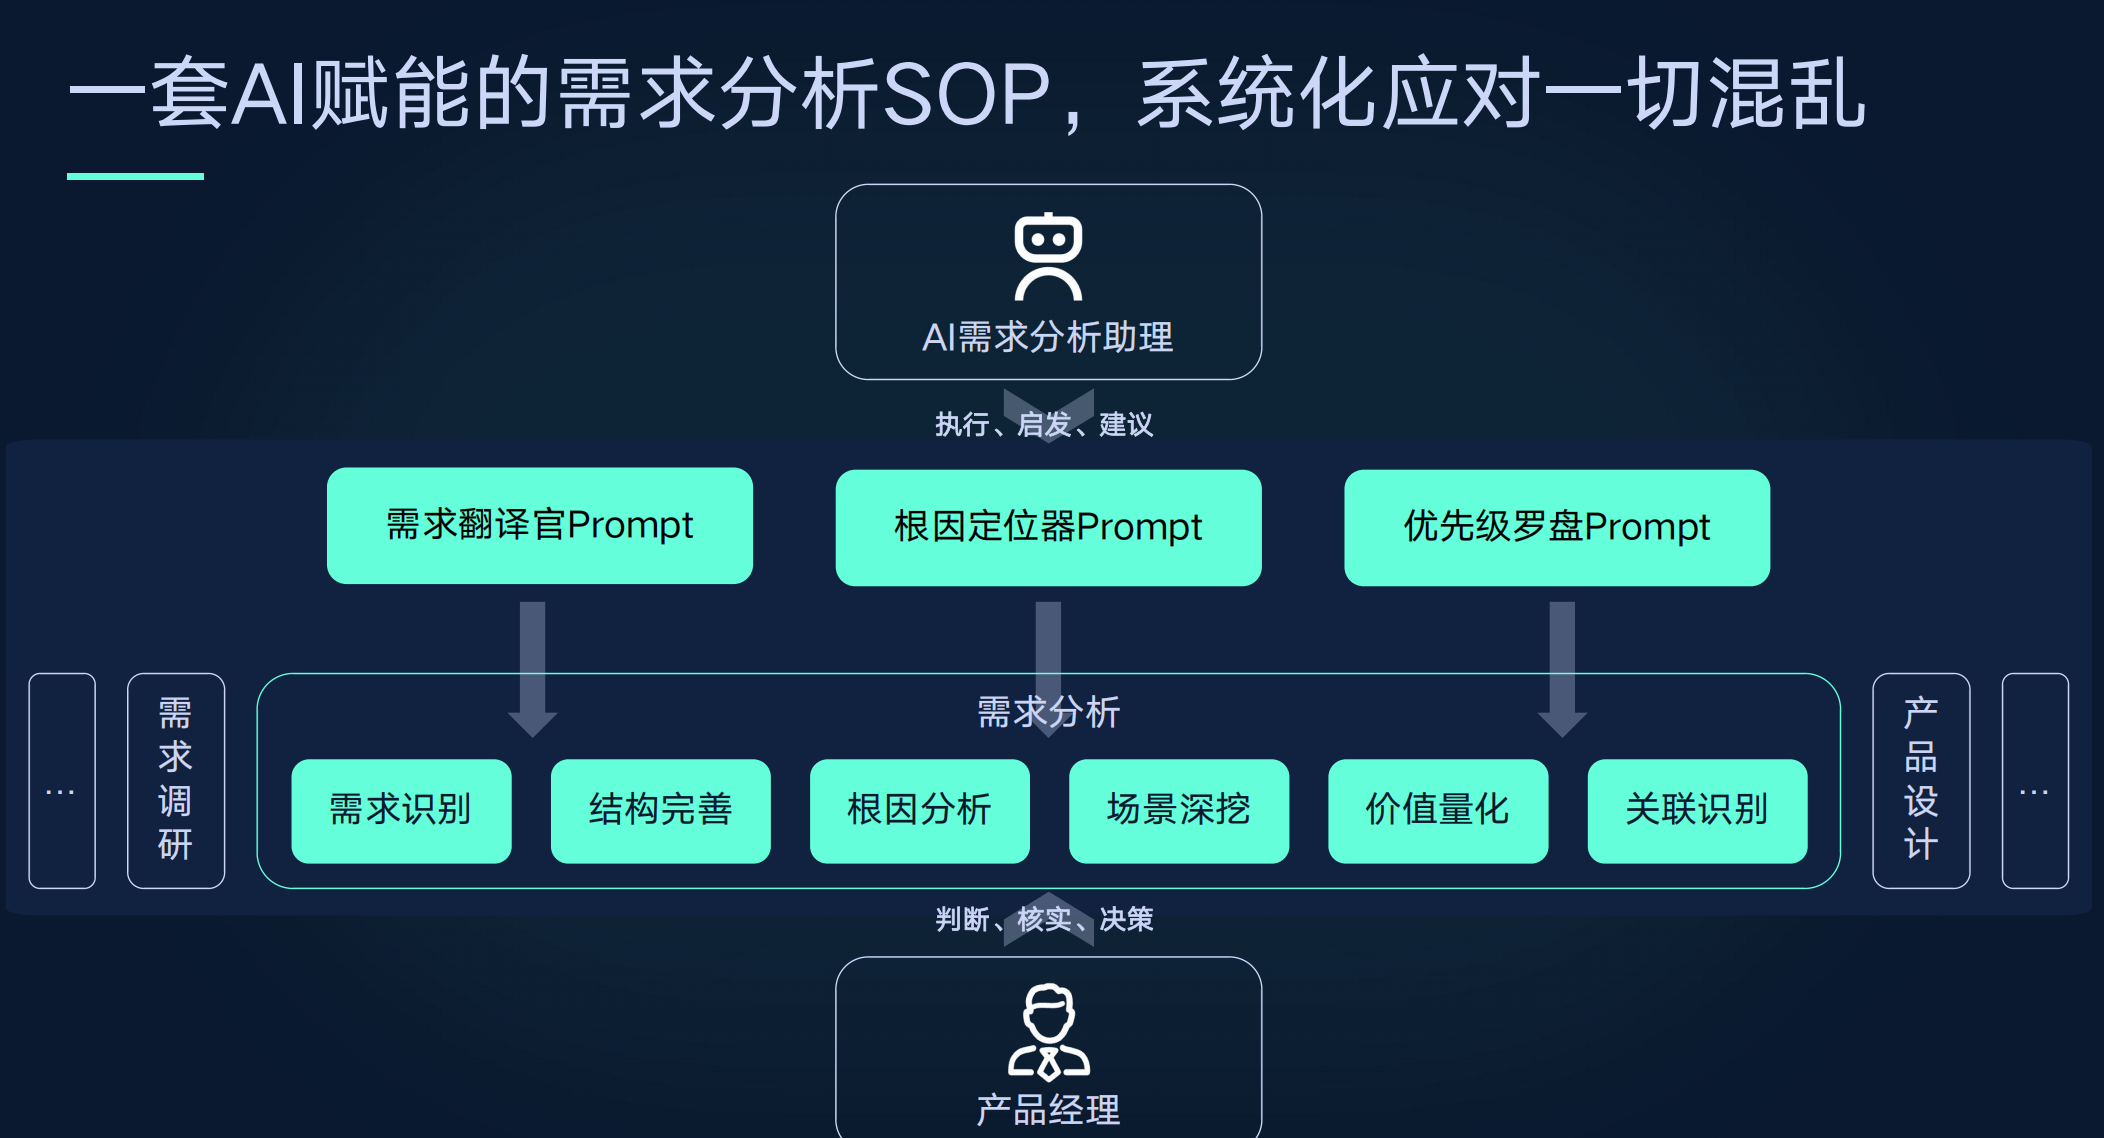 一套AI赋能的需求分析SOP，系统化应对一切混乱
AI需求分析助理
执行、启发、建议
需求翻译官Prompt
根因定位器Prompt
优先级罗盘Prompt
...
需求调研
需求分析
需求识别
结构完善
根因分析
场景深挖
价值量化
关联识别
产品设计
...
判断、核实、决策
产品经理